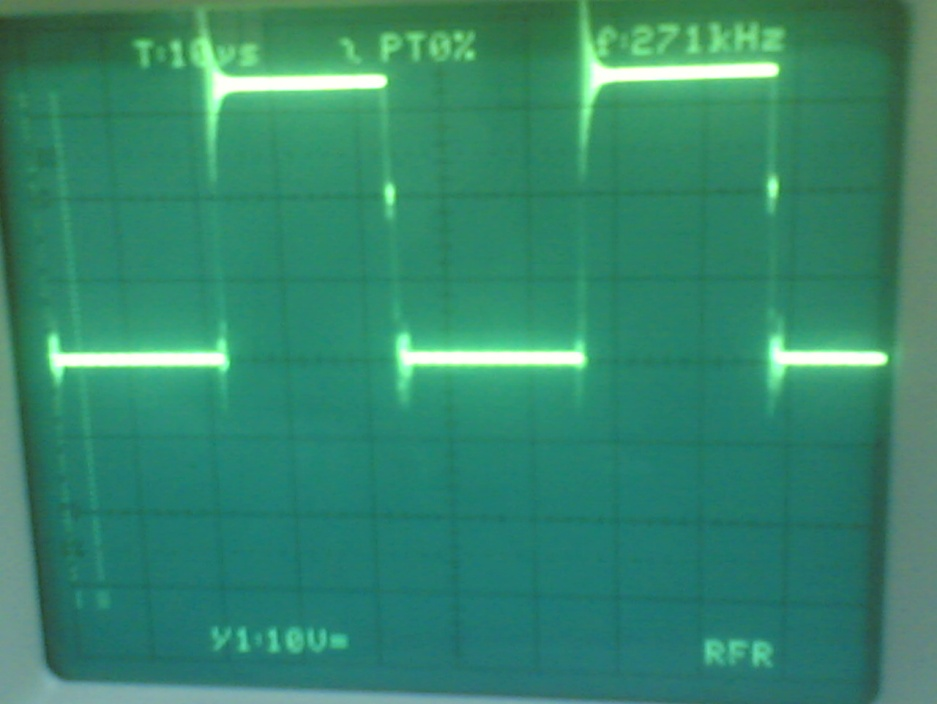 T:10µs ʅ PT0% f:271kHz
Y1:10V= RFR